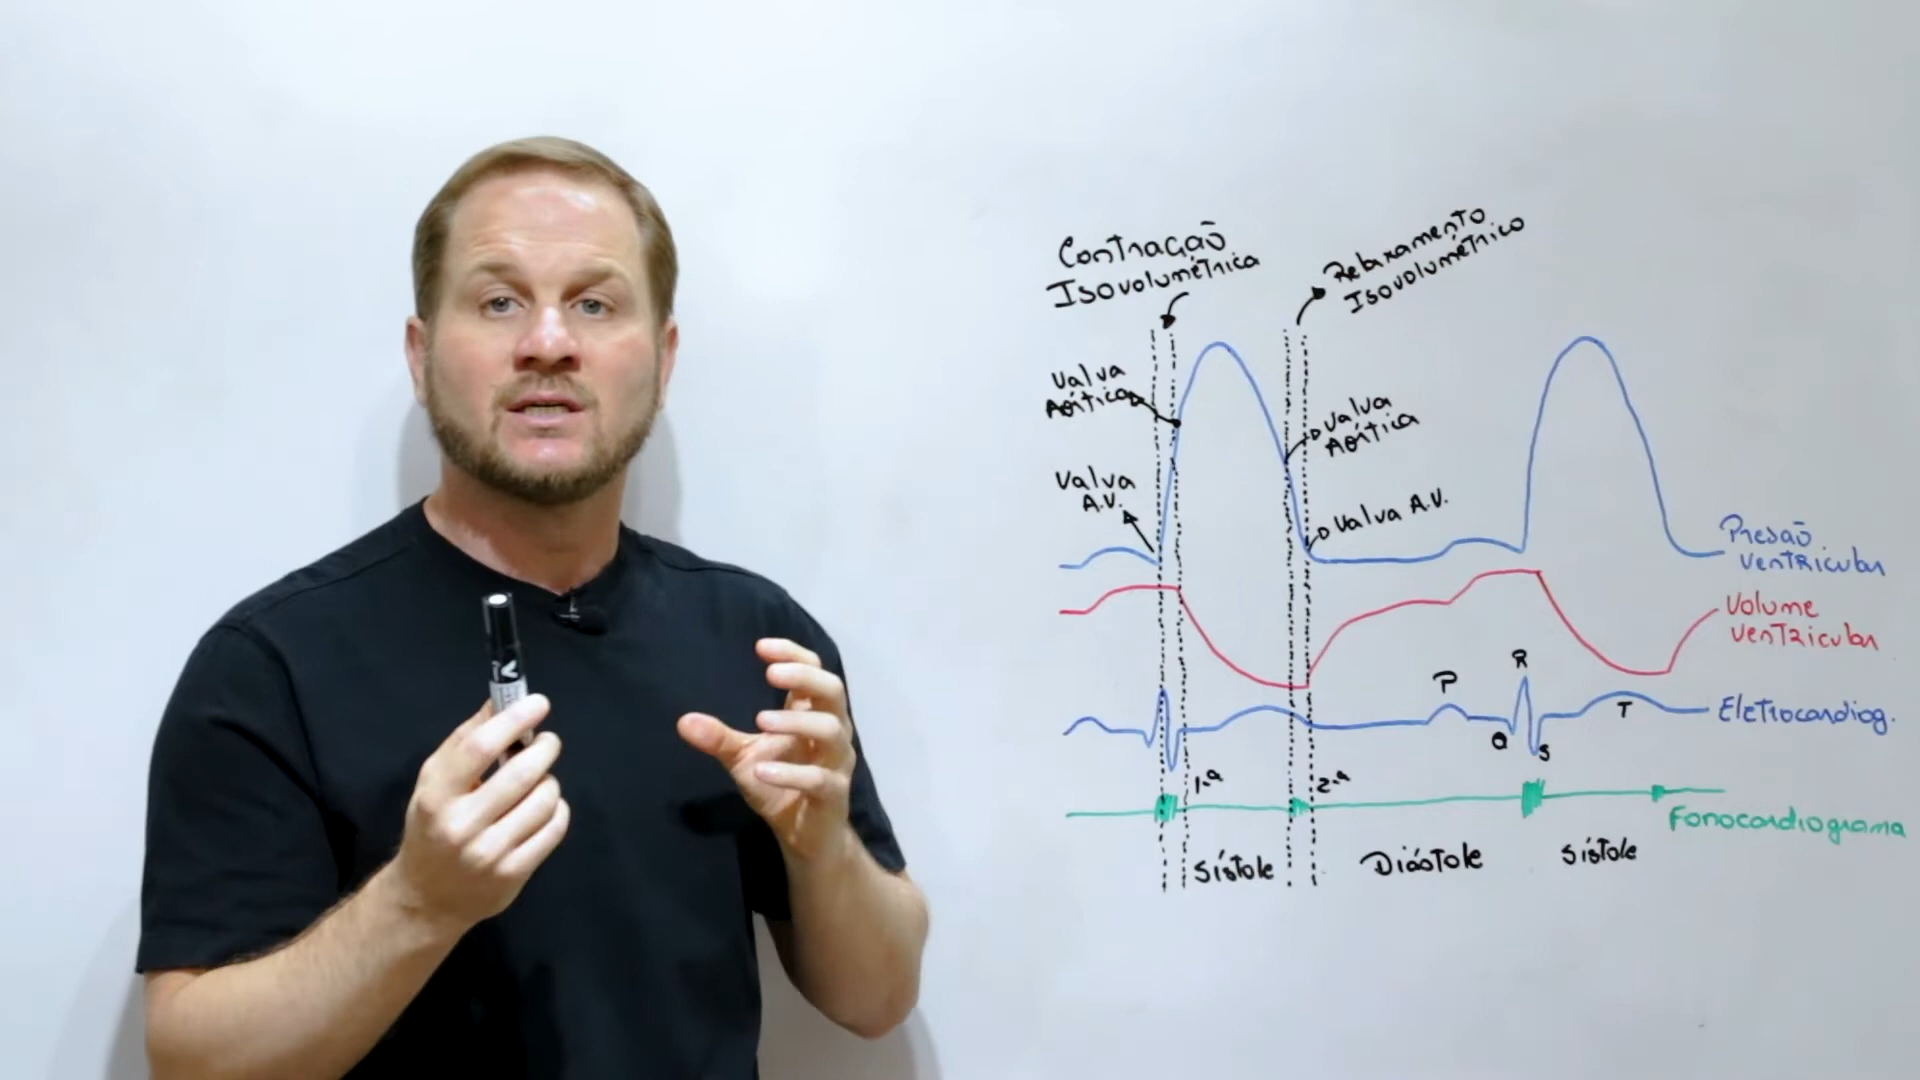 Contração
Isovolumétrica
Relaxamento
Isovolumétrico
Valva
Aórtica
Valva
Aórtica
Valva
A.V.
Valva A.V.
Presão
Ventricular
Volume
Ventricular
P
R
Q
S
T
Eletrocardiog.
1.a
2.a
Fonocardiograma
Sístole
Diástole
Sístole
V